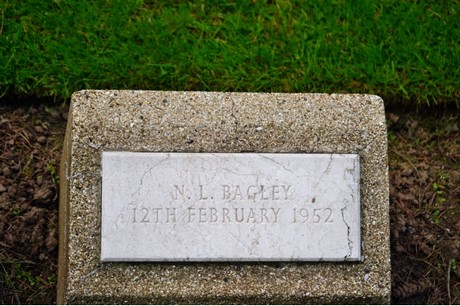 N. L. BAGLEY
12TH FEBRUARY 1952